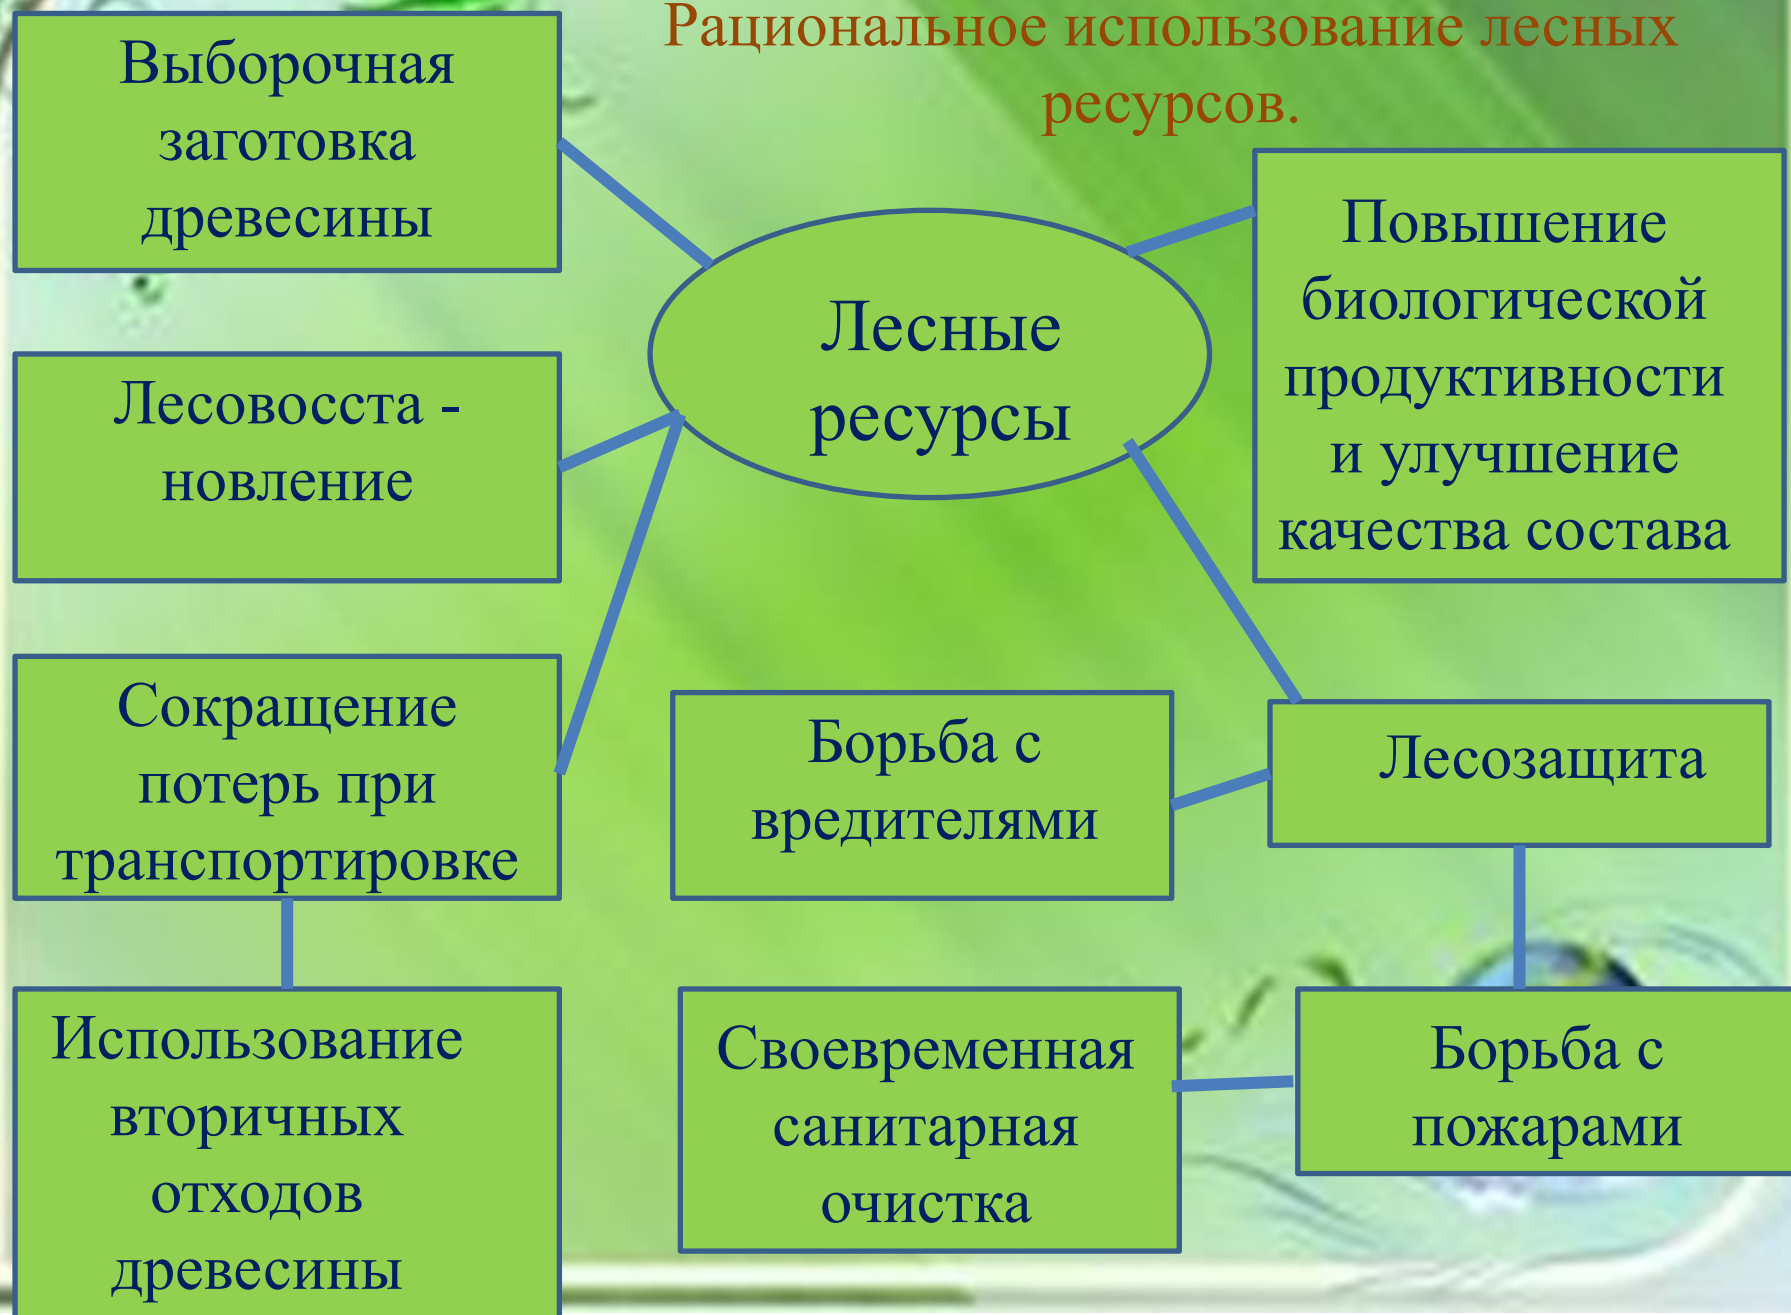 Рациональное использование лесных
ресурсов.
Выборочная
заготовка
древесины
Лесные
ресурсы
Повышение
биологической
продуктивности
и улучшение
качества состава
Лесовосста -
новление
Сокращение
потерь при
транспортировке
Борьба с
вредителями
Лесозащита
Использование
вторичных
отходов
древесины
Своевременная
санитарная
очистка
Борьба с
пожарами